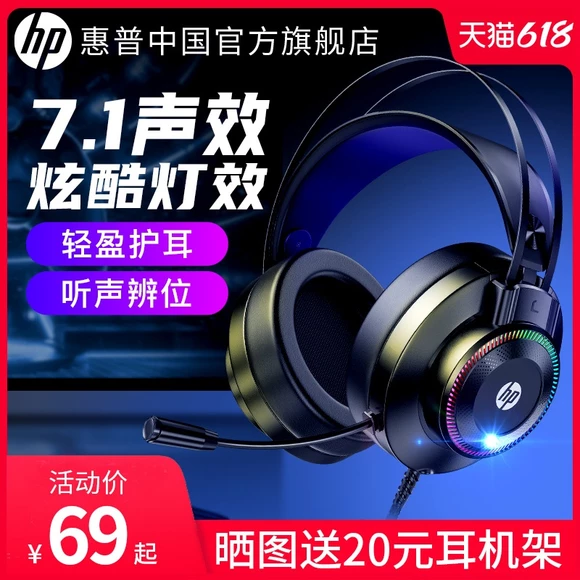 hp 惠普中国官方旗舰店
天猫618
7.1声效
炫酷灯效
轻盈护耳
听声辨位
L
hp
活动价
¥69起
晒图送20元耳机架